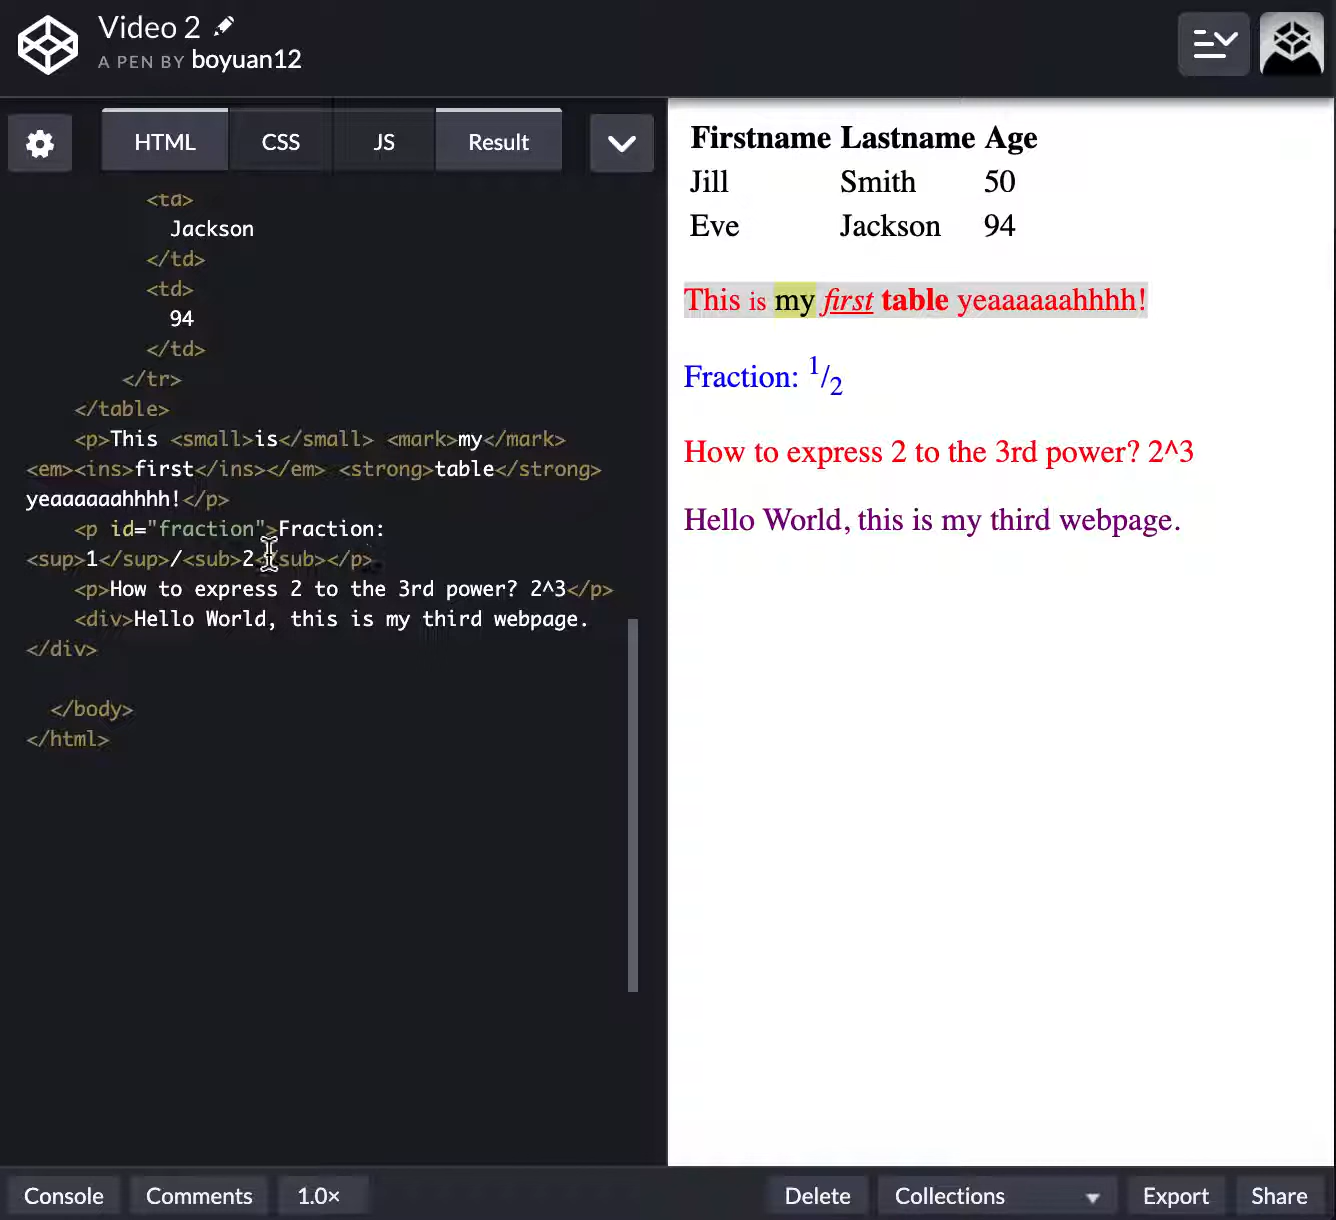 Video 2
A PEN BY boyuan12
HTML CSS JS Result
<td>
Jackson
</td>
<td>
94
</td>
</tr>
</table>
<p>This <small>is</small> <mark>my</mark>
<em><ins>first</ins></em> <strong>table</strong>
yeaaaaaahhhh!</p>
<p id="fraction">Fraction:
<sup>1</sup>/<sub>2</sub></p>
<p>How to express 2 to the 3rd power? 2^3</p>
<div>Hello World, this is my third webpage.
</div>
</body>
</html>
Firstname Lastname Age
Jill Smith 50
Eve Jackson 94
This is my first table yeaaaaaahhhh!
Fraction: 1/2
How to express 2 to the 3rd power? 2^3
Hello World, this is my third webpage.
Console Comments 1.0× Delete Collections Export Share